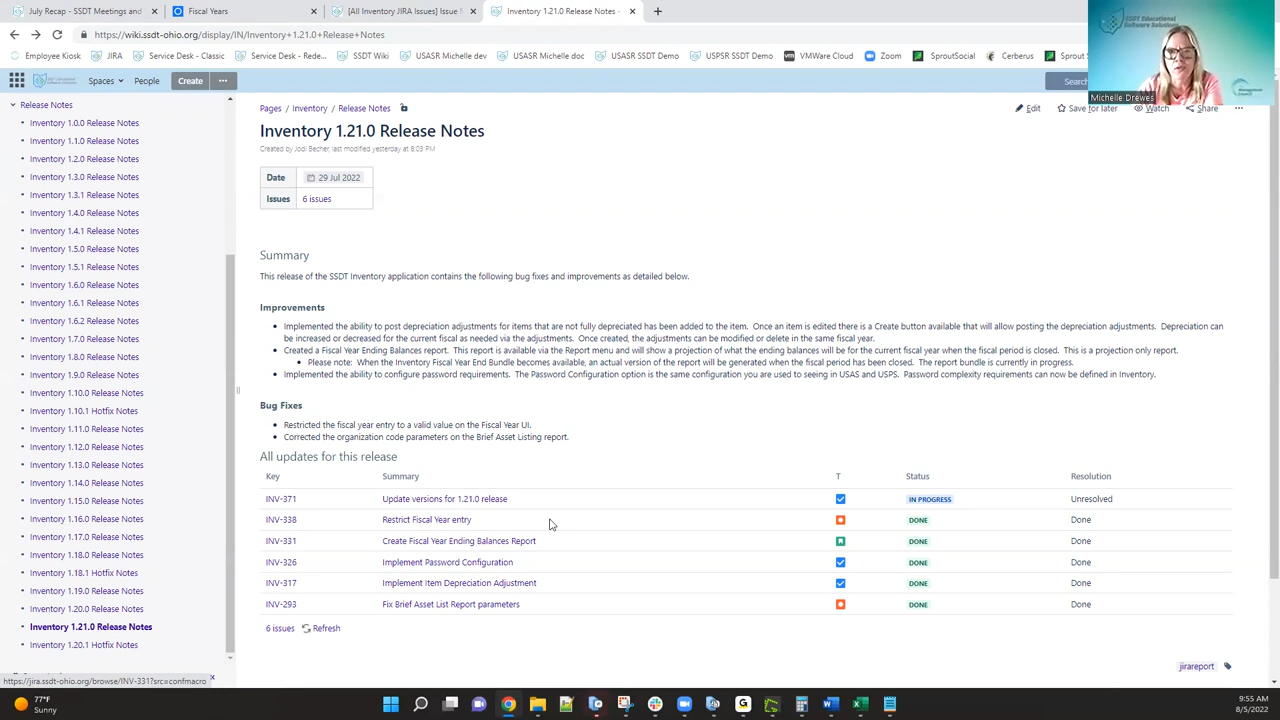 July Recap - SSDT Meetings and
Fiscal Years
[All Inventory JIRA Issues] Issue
Inventory 1.21.0 Release Notes -
wiki.ssdt-ohio.org/display/IN/Inventory+1.21.0+Release+Notes
Employee Kiosk
JIRA
Service Desk - Classic
Service Desk - Rede...
SSDT Wiki
USASR Michelle dev
USASR Michelle doc
USASR SSDT Demo
USPSR SSDT Demo
VMWare Cloud
Zoom
SproutSocial
Cerberus
Sprout
SSDT Educational
Software Solutions
Michelle Drewes
Spaces
People
Create
Search
Release Notes
Inventory 1.0.0 Release Notes
Inventory 1.1.0 Release Notes
Inventory 1.2.0 Release Notes
Inventory 1.3.0 Release Notes
Inventory 1.3.1 Release Notes
Inventory 1.4.0 Release Notes
Inventory 1.4.1 Release Notes
Inventory 1.5.0 Release Notes
Inventory 1.5.1 Release Notes
Inventory 1.6.0 Release Notes
Inventory 1.6.1 Release Notes
Inventory 1.6.2 Release Notes
Inventory 1.7.0 Release Notes
Inventory 1.8.0 Release Notes
Inventory 1.9.0 Release Notes
Inventory 1.10.0 Release Notes
Inventory 1.10.1 Hotfix Notes
Inventory 1.11.0 Release Notes
Inventory 1.12.0 Release Notes
Inventory 1.13.0 Release Notes
Inventory 1.14.0 Release Notes
Inventory 1.15.0 Release Notes
Inventory 1.16.0 Release Notes
Inventory 1.17.0 Release Notes
Inventory 1.18.0 Release Notes
Inventory 1.18.1 Hotfix Notes
Inventory 1.19.0 Release Notes
Inventory 1.20.0 Release Notes
Inventory 1.21.0 Release Notes
Inventory 1.20.1 Hotfix Notes
https://jira.ssdt-ohio.org/browse/INV-331?src=confmacro
Pages / Inventory / Release Notes
Edit
Save for later
Watch
Share
Inventory 1.21.0 Release Notes
Created by Jodi Becher, last modified yesterday at 8:03 PM
Date 29 Jul 2022
Issues 6 issues
Summary
This release of the SSDT Inventory application contains the following bug fixes and improvements as detailed below.
Improvements
• Implemented the ability to post depreciation adjustments for items that are not fully depreciated has been added to the item. Once an item is edited there is a Create button available that will allow posting the depreciation adjustments. Depreciation can
be increased or decreased for the current fiscal as needed via the adjustments. Once created, the adjustments can be modified or delete in the same fiscal year.
• Created a Fiscal Year Ending Balances report. This report is available via the Report menu and will show a projection of what the ending balances will be for the current fiscal year when the fiscal period is closed. This is a projection only report.
• Please note: When the Inventory Fiscal Year End Bundle becomes available, an actual version of the report will be generated when the fiscal period has been closed. The report bundle is currently in progress.
• Implemented the ability to configure password requirements. The Password Configuration option is the same configuration you are used to seeing in USAS and USPS. Password complexity requirements can now be defined in Inventory.
Bug Fixes
• Restricted the fiscal year entry to a valid value on the Fiscal Year UI.
• Corrected the organization code parameters on the Brief Asset Listing report.
All updates for this release
Key Summary T Status Resolution
INV-371 Update versions for 1.21.0 release IN PROGRESS Unresolved
INV-338 Restrict Fiscal Year entry DONE Done
INV-331 Create Fiscal Year Ending Balances Report DONE Done
INV-326 Implement Password Configuration DONE Done
INV-317 Implement Item Depreciation Adjustment DONE Done
INV-293 Fix Brief Asset List Report parameters DONE Done
6 issues Refresh
jirareport
77°F
Sunny
9:55 AM
8/5/2022